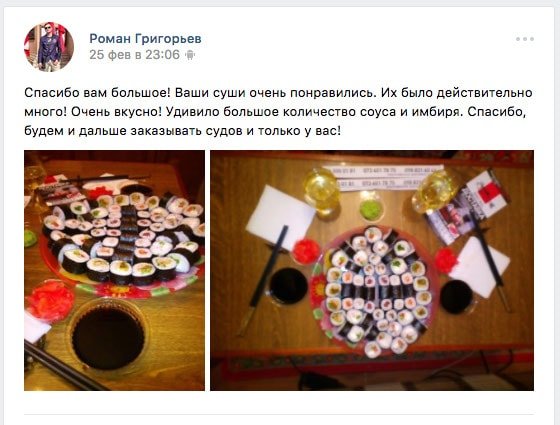 Роман Григорьев
25 фев в 23:06
Спасибо вам большое! Ваши суши очень понравились. Их было действительно
много! Очень вкусно! Удивило большое количество соуса и имбиря. Спасибо,
будем и дальше заказывать судов и только у вас!